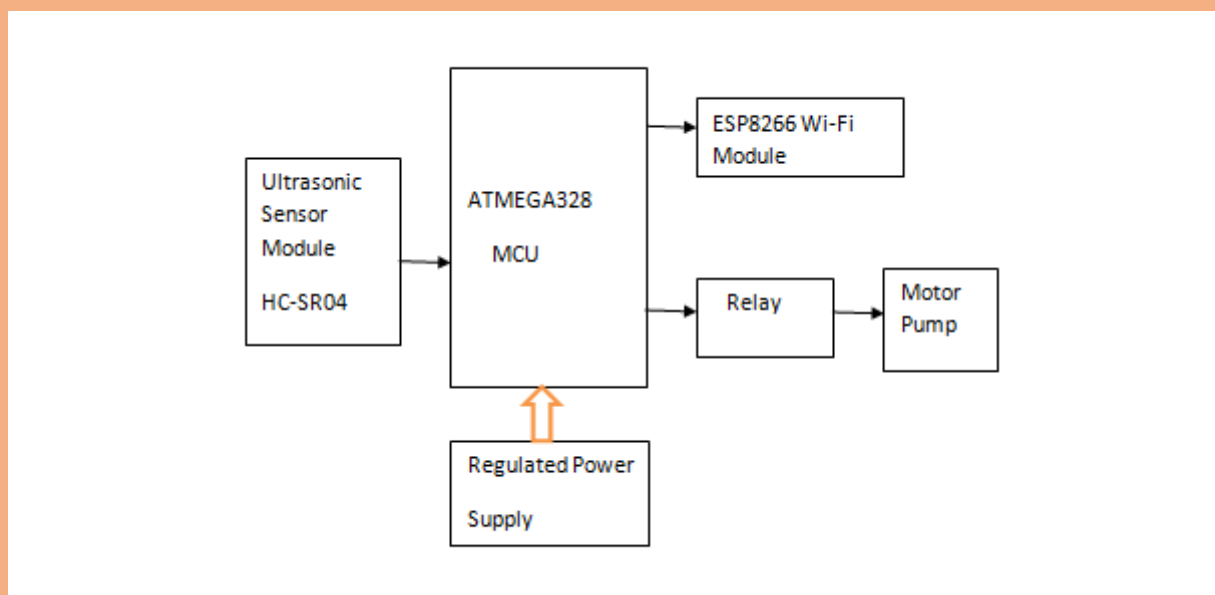 Ultrasonic
Sensor
Module
HC-SR04
ATMEGA328
MCU
ESP8266 Wi-Fi
Module
Relay
Motor
Pump
Regulated Power
Supply